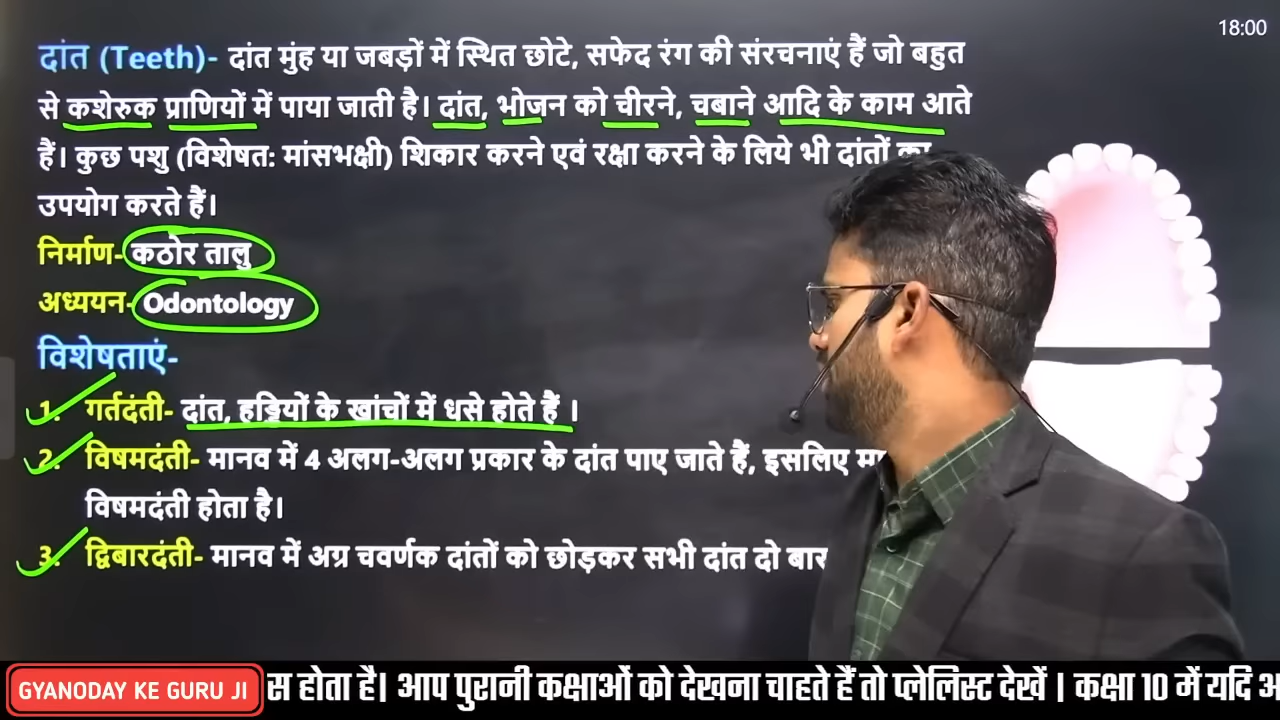 18:00
दांत (Teeth)- दांत मुंह या जबड़ों में स्थित छोटे, सफेद रंग की संरचनाएं हैं जो बहुत
से कशेरुक प्राणियों में पाया जाती है। दांत, भोजन को चीरने, चबाने आदि के काम आते
हैं। कुछ पशु (विशेषत: मांसभक्षी) शिकार करने एवं रक्षा करने के लिये भी दांतों का
उपयोग करते हैं।
निर्माण- कठोर तालु
अध्ययन- Odontology
विशेषताएं-
1. गर्तदंती- दांत, हड्डियों के खांचों में धसे होते हैं ।
2. विषमदंती- मानव में 4 अलग-अलग प्रकार के दांत पाए जाते हैं, इसलिए
विषमदंती होता है।
3. द्विबारदंती- मानव में अग्र चवर्णक दांतों को छोड़कर सभी दांत दो बार
GYANODAY KE GURU JI स होता है। आप पुरानी कक्षाओं को देखना चाहते हैं तो प्लेलिस्ट देखें । कक्षा 10 में यदि